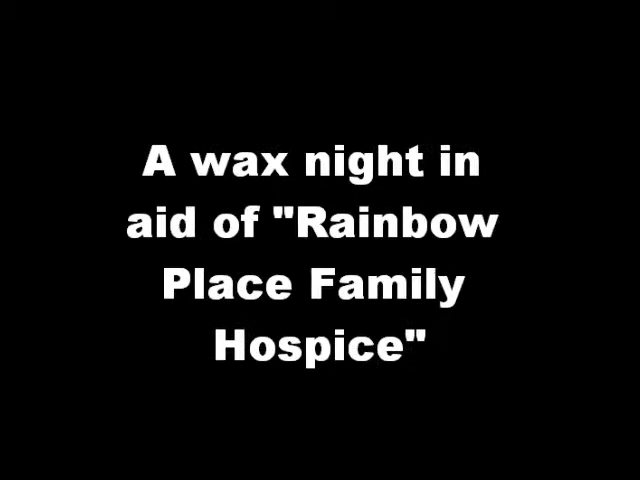 A wax night in
aid of "Rainbow
Place Family
Hospice"